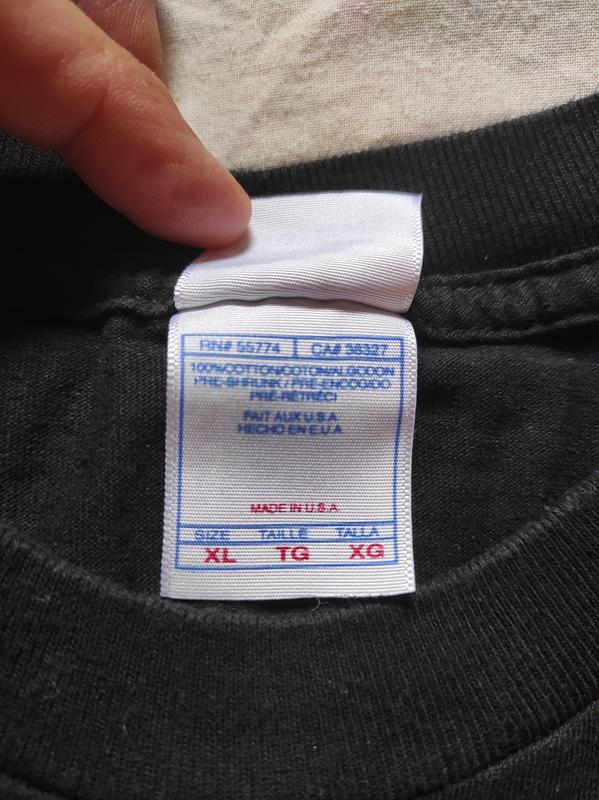 RN# 55774 CA# 38327
100%COTTON/COTON/ALGODON
PRE-SHRUNK / PRE-ENCOGIDO
PRÉ-RÉTRÉCI
FAIT AUX U.S.A
HECHO EN E.U.A
MADE IN U.S.A.
SIZE TAILLE TALLA
XL TG XG